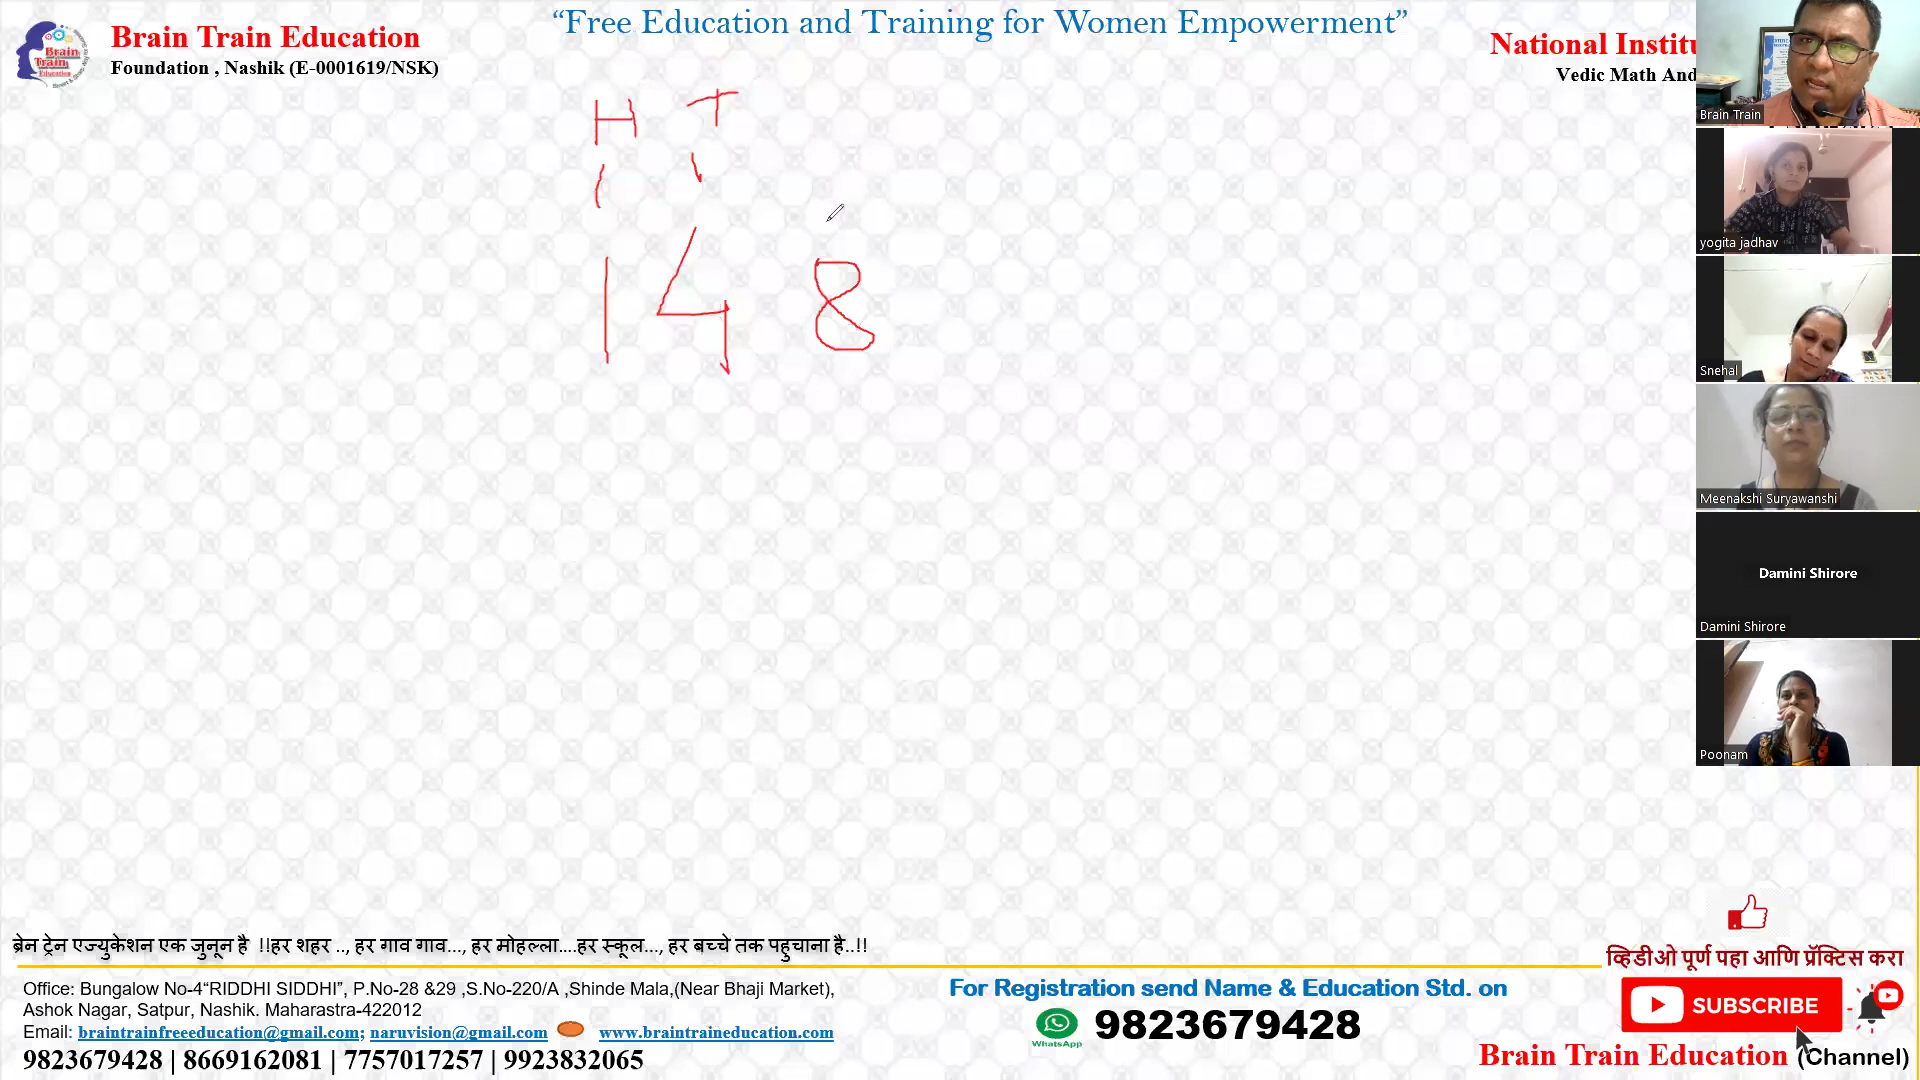 “Free Education and Training for Women Empowerment”
Brain Train Education
Foundation , Nashik (E-0001619/NSK)
Brain Train Education
National Institu
Vedic Math And
H T
1 4 8
Brain Train
yogita jadhav
Snehal
Meenakshi Suryawanshi
Damini Shirore
Damini Shirore
Poonam
ब्रेन ट्रेन एज्युकेशन एक जुनून है !!हर शहर .., हर गाव गाव..., हर मोहल्ला....हर स्कूल..., हर बच्चे तक पहुचाना है..!!
व्हिडीओ पूर्ण पहा आणि प्रॅक्टिस करा
Office: Bungalow No-4“RIDDHI SIDDHI”, P.No-28 &29 ,S.No-220/A ,Shinde Mala,(Near Bhaji Market),
Ashok Nagar, Satpur, Nashik. Maharastra-422012
Email: braintrainfreeeducation@gmail.com; naruvision@gmail.com www.braintraineducation.com
9823679428 | 8669162081 | 7757017257 | 9923832065
For Registration send Name & Education Std. on
WhatsApp 9823679428
SUBSCRIBE
Brain Train Education (Channel)